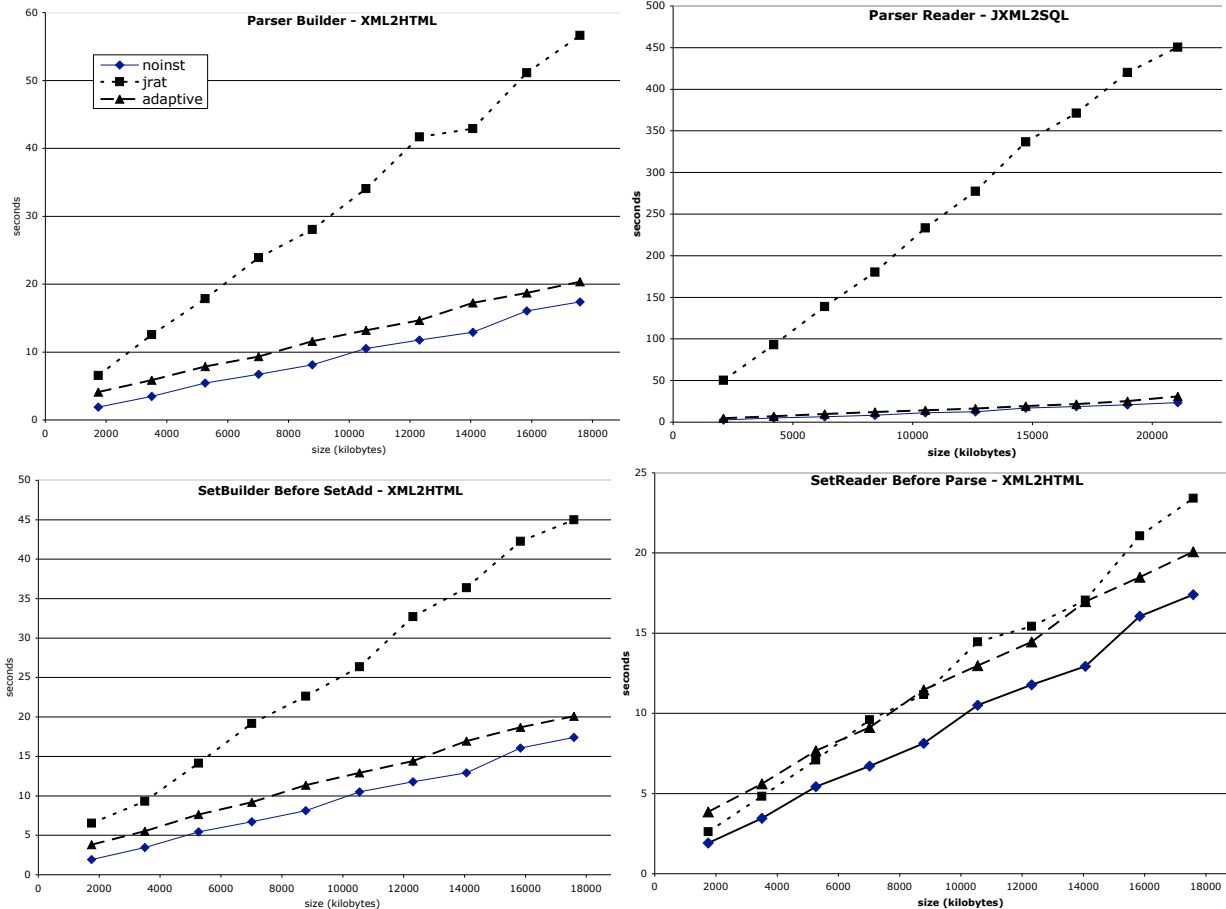 Parser Builder - XML2HTML
60
50
40
30
20
10
0
seconds
noinst
jrat
adaptive
0 2000 4000 6000 8000 10000 12000 14000 16000 18000
size (kilobytes)
Parser Reader - JXML2SQL
500
450
400
350
300
250
200
150
100
50
0
seconds
0 5000 10000 15000 20000
size (kilobytes)
SetBuilder Before SetAdd - XML2HTML
50
45
40
35
30
25
20
15
10
5
0
seconds
0 2000 4000 6000 8000 10000 12000 14000 16000 18000
size (kilobytes)
SetReader Before Parse - XML2HTML
25
20
15
10
5
0
seconds
0 2000 4000 6000 8000 10000 12000 14000 16000 18000
size (kilobytes)